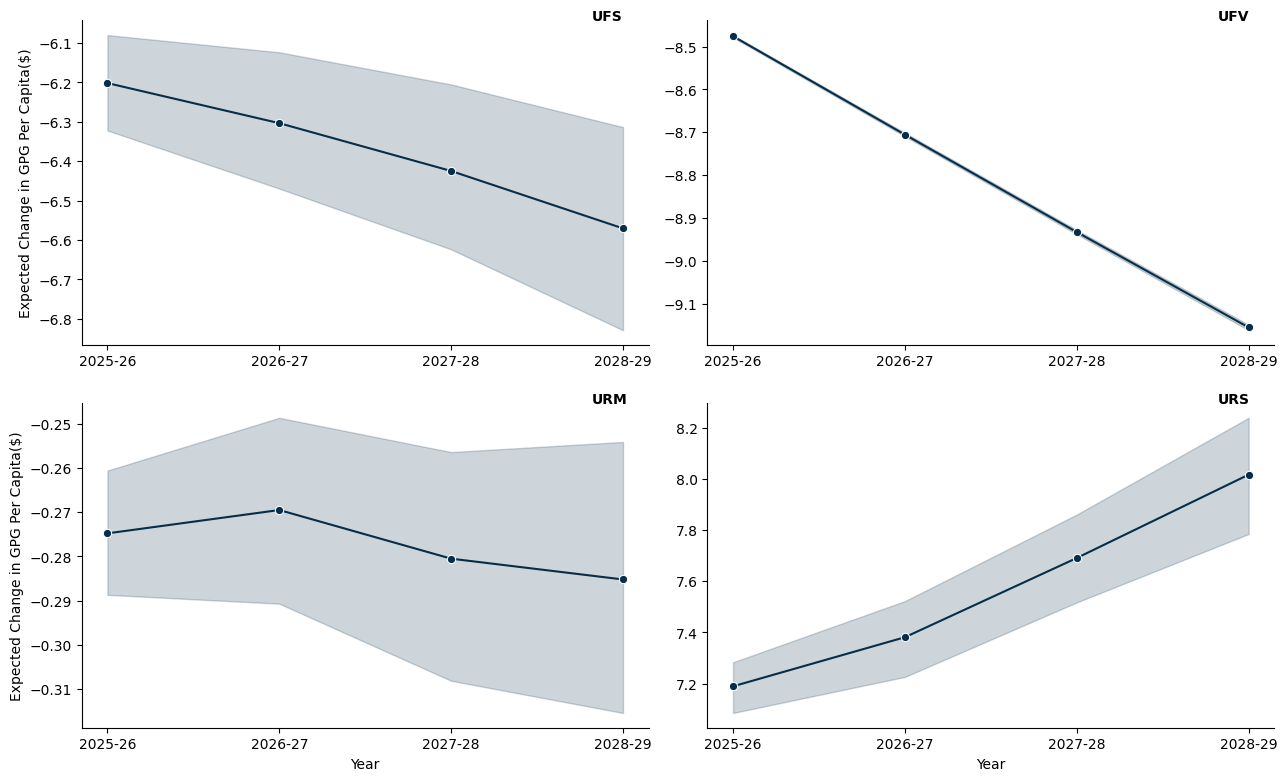 UFS
Expected Change in GPG Per Capita($)
−6.1
−6.2
−6.3
−6.4
−6.5
−6.6
−6.7
−6.8
2025-26 2026-27 2027-28 2028-29
UFV
−8.5
−8.6
−8.7
−8.8
−8.9
−9.0
−9.1
2025-26 2026-27 2027-28 2028-29
URM
Expected Change in GPG Per Capita($)
−0.25
−0.26
−0.27
−0.28
−0.29
−0.30
−0.31
2025-26 2026-27 2027-28 2028-29
Year
URS
8.2
8.0
7.8
7.6
7.4
7.2
2025-26 2026-27 2027-28 2028-29
Year